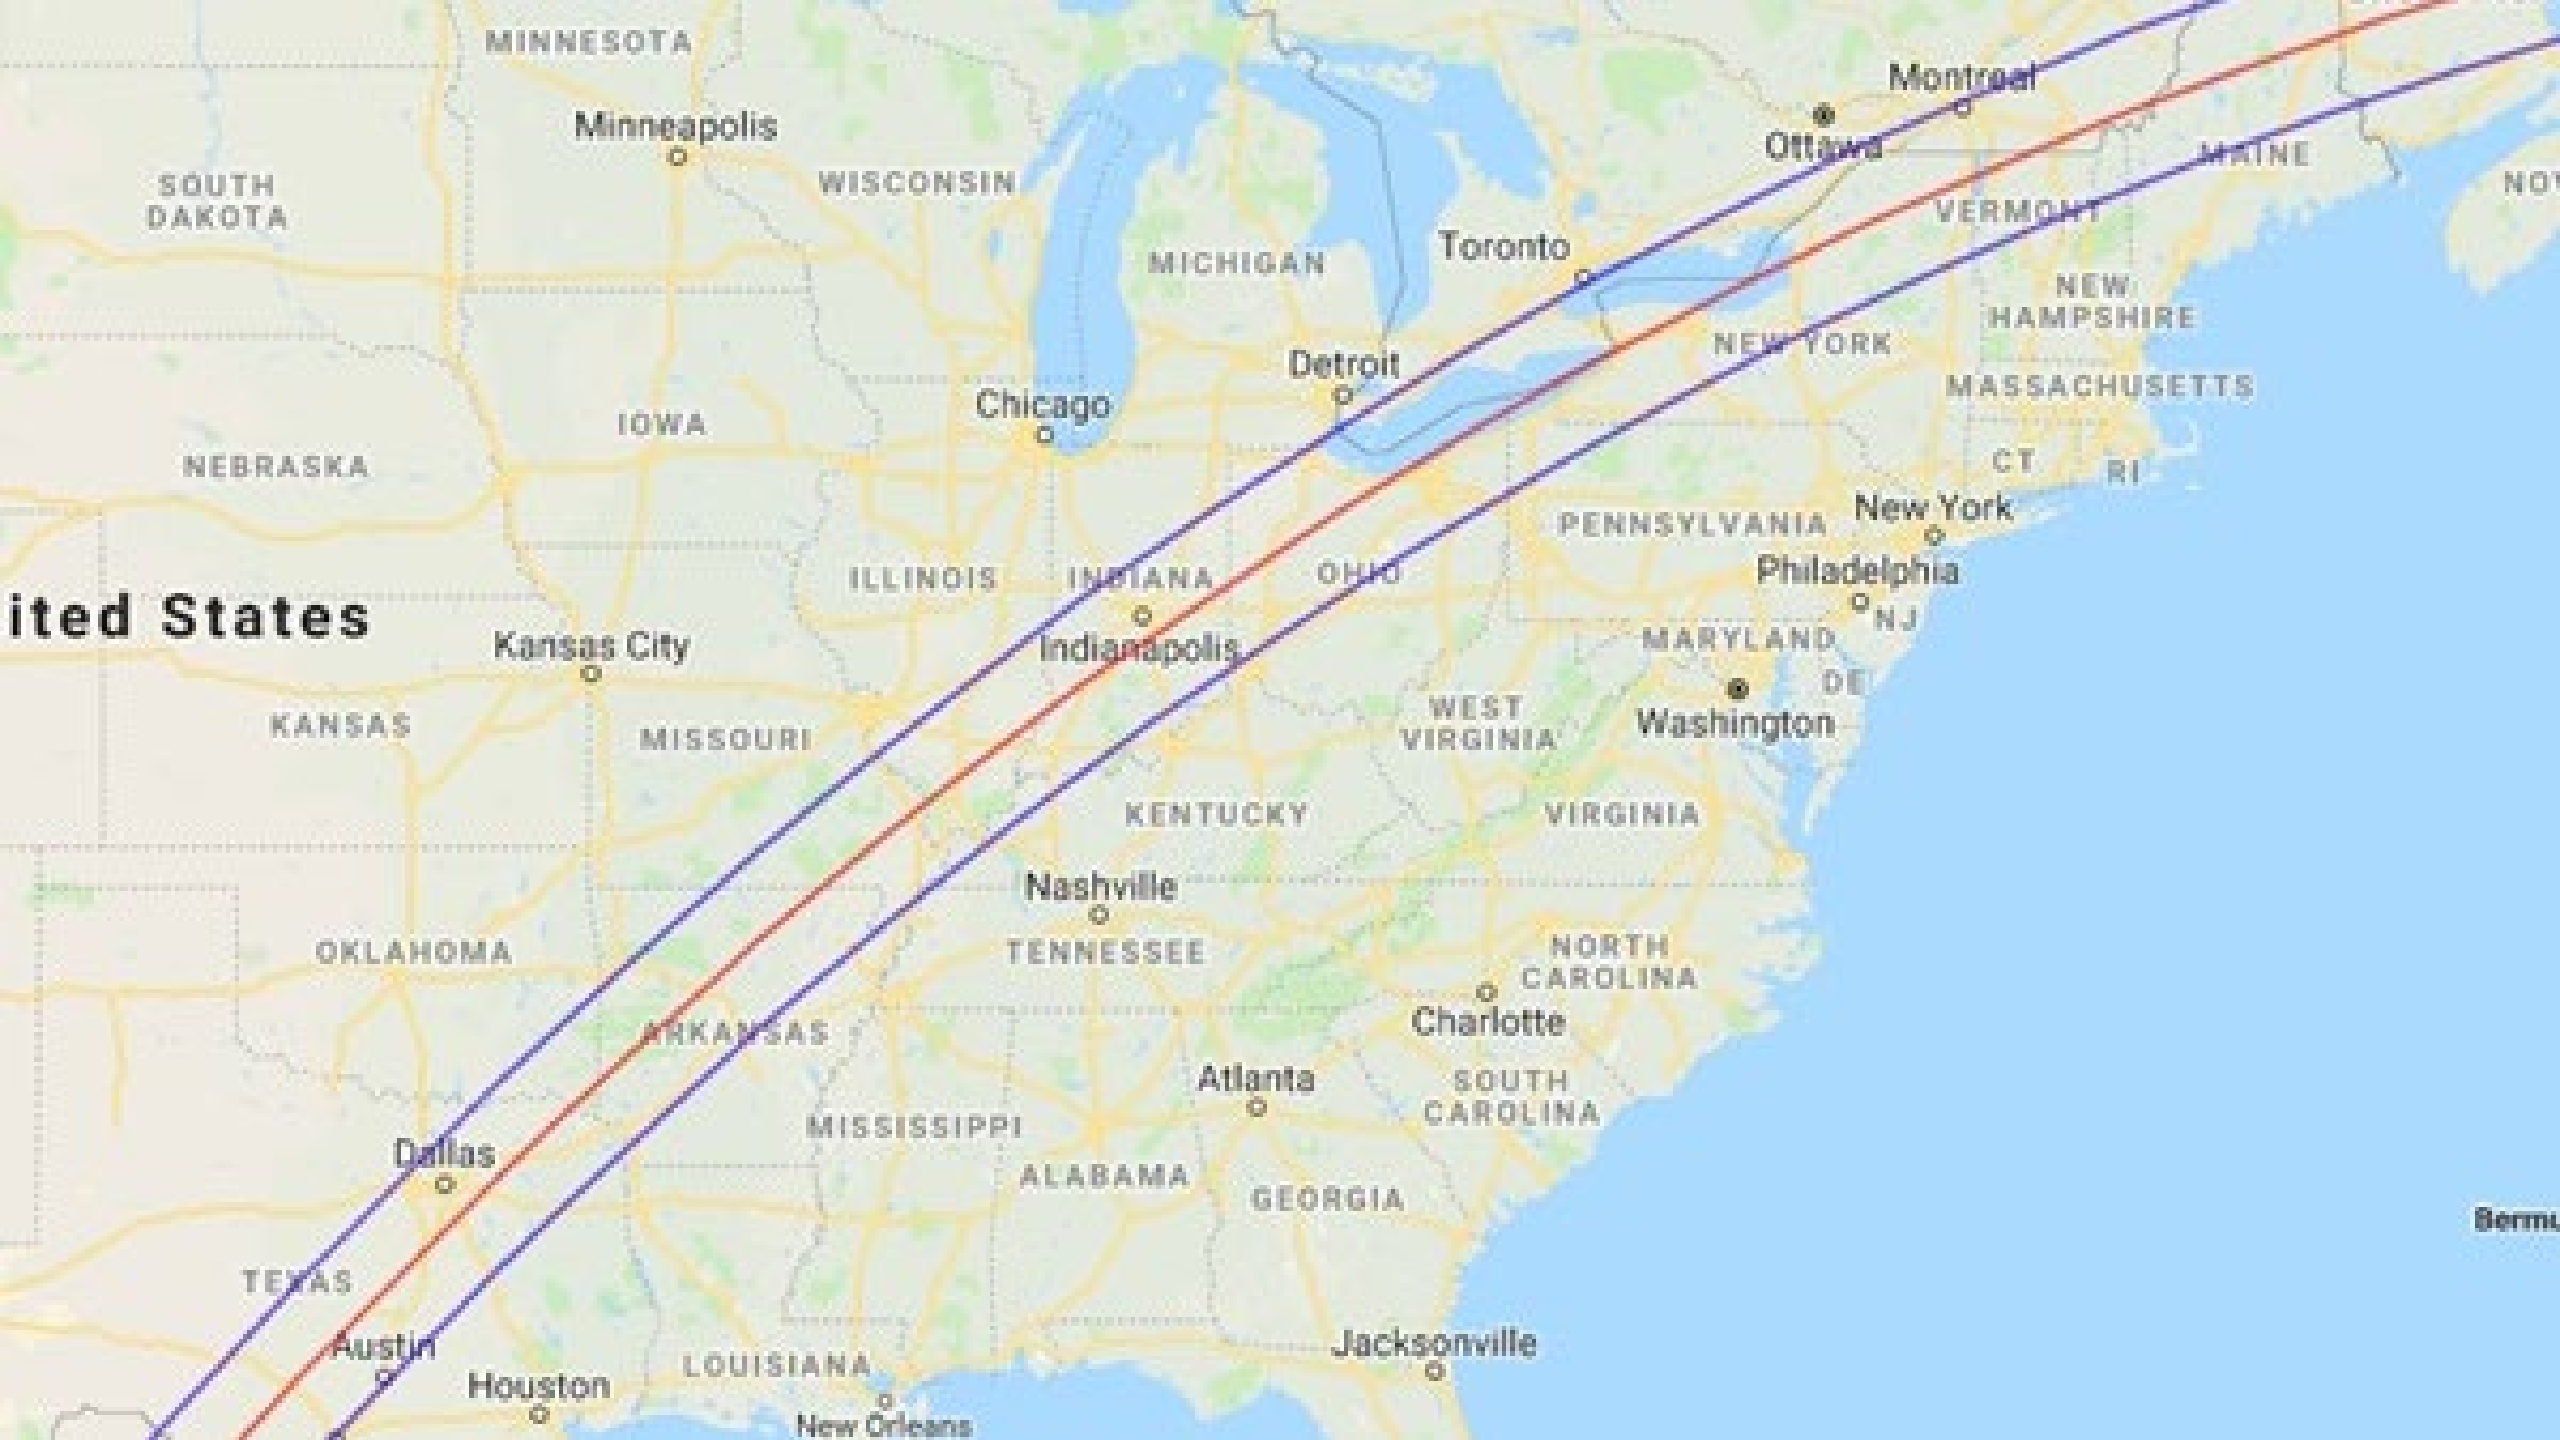 MINNESOTA
Minneapolis
Montreal
Ottawa
MAINE
SOUTH
DAKOTA
WISCONSIN
VERMONT
Toronto
MICHIGAN
NEW
HAMPSHIRE
NEW YORK
Detroit
MASSACHUSETTS
Chicago
IOWA
NEBRASKA
CT
RI
New York
PENNSYLVANIA
Philadelphia
NJ
ILLINOIS
INDIANA
OHIO
ited States
Kansas City
Indianapolis
MARYLAND
DE
Washington
KANSAS
MISSOURI
WEST
VIRGINIA
KENTUCKY
VIRGINIA
Nashville
TENNESSEE
OKLAHOMA
NORTH
CAROLINA
Charlotte
ARKANSAS
Atlanta
SOUTH
CAROLINA
MISSISSIPPI
Dallas
ALABAMA
GEORGIA
Bermu
TEXAS
Austin
Houston
LOUISIANA
Jacksonville
New Orleans